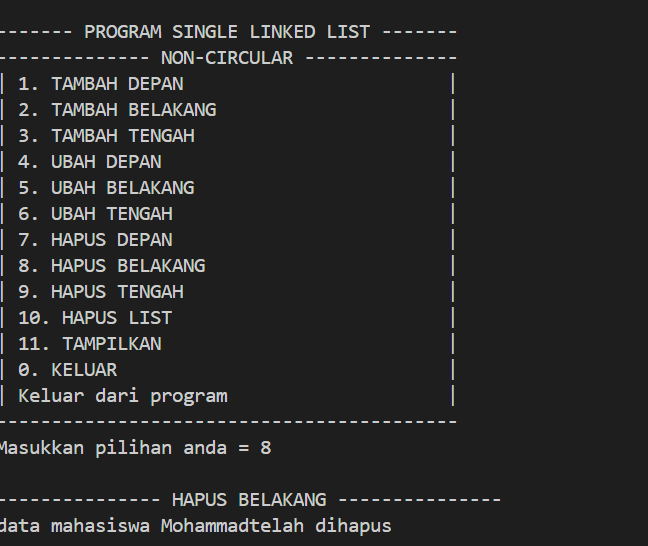 ------- PROGRAM SINGLE LINKED LIST -------
-------------- NON-CIRCULAR --------------
| 1. TAMBAH DEPAN |
| 2. TAMBAH BELAKANG |
| 3. TAMBAH TENGAH |
| 4. UBAH DEPAN |
| 5. UBAH BELAKANG |
| 6. UBAH TENGAH |
| 7. HAPUS DEPAN |
| 8. HAPUS BELAKANG |
| 9. HAPUS TENGAH |
| 10. HAPUS LIST |
| 11. TAMPILKAN |
| 0. KELUAR |
| Keluar dari program |
------------------------------------------
Masukkan pilihan anda = 8
--------------- HAPUS BELAKANG ---------------
data mahasiswa Mohammadtelah dihapus